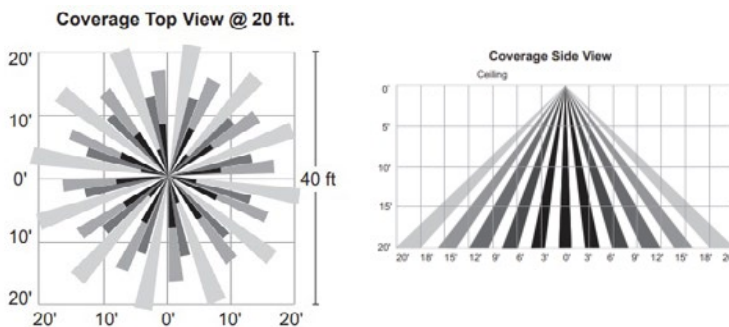 Coverage Top View @ 20 ft.
20'
10'
0'
10'
20'
20' 10' 0' 10' 20'
40 ft
Coverage Side View
Ceiling
0'
5'
10'
15'
20'
20' 18' 15' 12' 9' 6' 3' 0' 3' 6' 9' 12' 15' 18' 20'